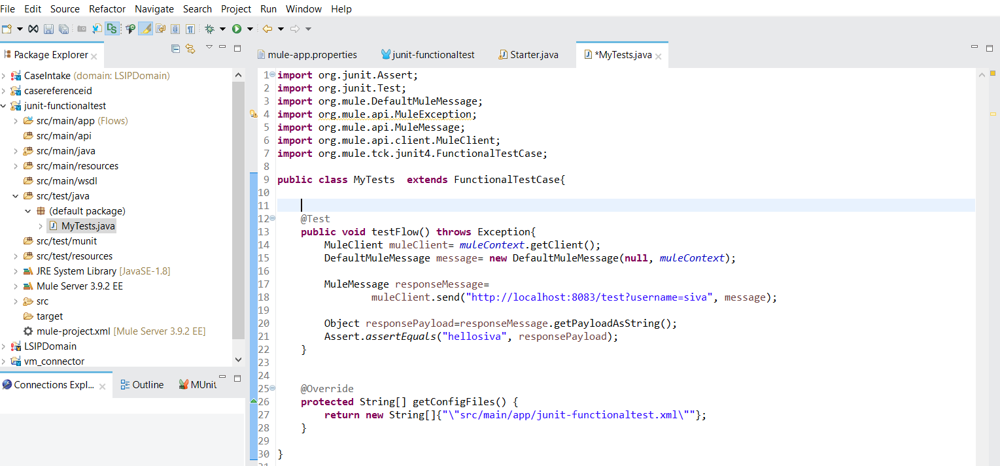 File Edit Source Refactor Navigate Search Project Run Window Help
Package Explorer
mule-app.properties junit-functionaltest Starter.java *MyTests.java
CaseIntake (domain: LSIPDomain)
casereferenceid
junit-functionaltest
src/main/app (Flows)
src/main/api
src/main/java
src/main/resources
src/main/wsdl
src/test/java
(default package)
MyTests.java
src/test/munit
src/test/resources
JRE System Library [JavaSE-1.8]
Mule Server 3.9.2 EE
src
target
mule-project.xml [Mule Server 3.9.2 EE]
LSIPDomain
vm_connector
Connections Expl... Outline MUnit
1 import org.junit.Assert;
2 import org.junit.Test;
3 import org.mule.DefaultMuleMessage;
4 import org.mule.api.MuleException;
5 import org.mule.api.MuleMessage;
6 import org.mule.api.client.MuleClient;
7 import org.mule.tck.junit4.FunctionalTestCase;
8
9 public class MyTests  extends FunctionalTestCase{
10
11
12 @Test
13 public void testFlow() throws Exception{
14 MuleClient muleClient= muleContext.getClient();
15 DefaultMuleMessage message= new DefaultMuleMessage(null, muleContext);
16
17 MuleMessage responseMessage=
18 muleClient.send("http://localhost:8083/test?username=siva", message);
19
20 Object responsePayload=responseMessage.getPayloadAsString();
21 Assert.assertEquals("hellosiva", responsePayload);
22 }
23
24
25 @Override
26 protected String[] getConfigFiles() {
27 return new String[]{"\"src/main/app/junit-functionaltest.xml\""};
28 }
29
30 }
31